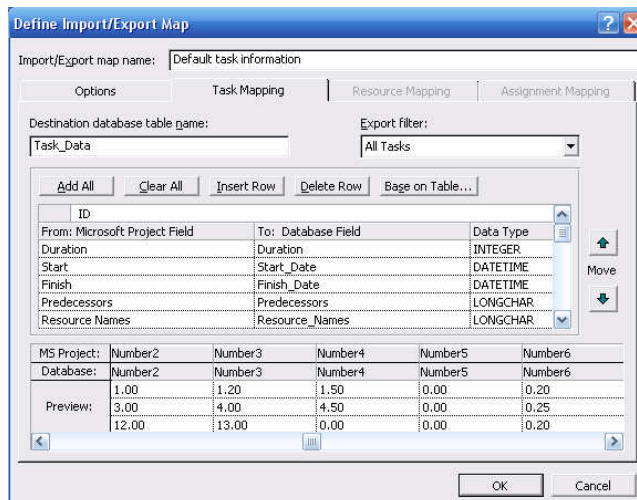 Define Import/Export Map
Import/Export map name: Default task information
Options Task Mapping Resource Mapping Assignment Mapping
Destination database table name: Export filter:
Task_Data All Tasks
Add All Clear All Insert Row Delete Row Base on Table...
ID
From: Microsoft Project Field To: Database Field Data Type
Duration Duration INTEGER
Start Start_Date DATETIME
Finish Finish_Date DATETIME
Predecessors Predecessors LONGCHAR
Resource Names Resource_Names LONGCHAR
Move
MS Project: Number2 Number3 Number4 Number5 Number6
Database: Number2 Number3 Number4 Number5 Number6
Preview: 1.00 1.20 1.50 0.00 0.20
3.00 4.00 4.50 0.00 0.25
12.00 13.00 0.00 0.00 0.20
OK Cancel